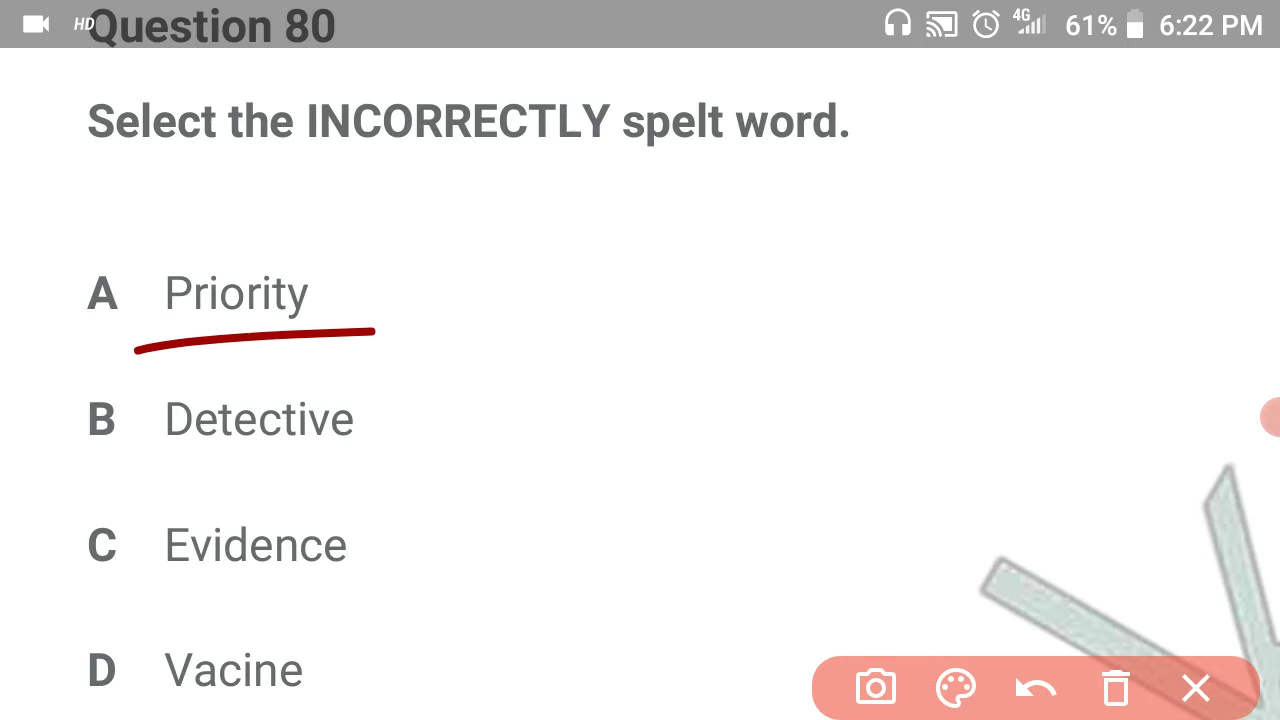 HD Question 80 4G 61% 6:22 PM
Select the INCORRECTLY spelt word.
A Priority
B Detective
C Evidence
D Vacine